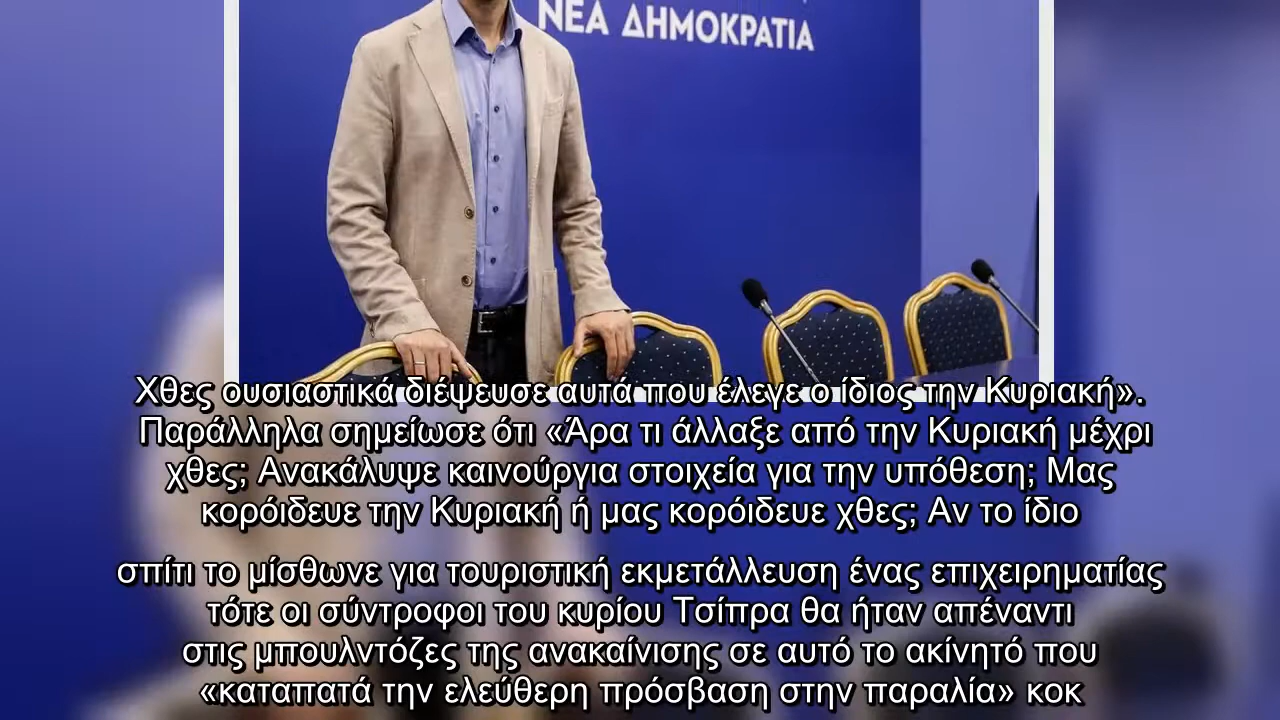 ΝΕΑ ΔΗΜΟΚΡΑΤΙΑ
Χθες ουσιαστικά διέψευσε αυτά που έλεγε ο ίδιος την Κυριακή».
Παράλληλα σημείωσε ότι «Άρα τι άλλαξε από την Κυριακή μέχρι
χθες; Ανακάλυψε καινούργια στοιχεία για την υπόθεση; Μας
κορόιδευε την Κυριακή ή μας κορόιδευε χθες; Αν το ίδιο
σπίτι το μίσθωνε για τουριστική εκμετάλλευση ένας επιχειρηματίας
τότε οι σύντροφοι του κυρίου Τσίπρα θα ήταν απέναντι
στις μπουλντόζες της ανακαίνισης σε αυτό το ακίνητό που
«καταπατά την ελεύθερη πρόσβαση στην παραλία» κοκ